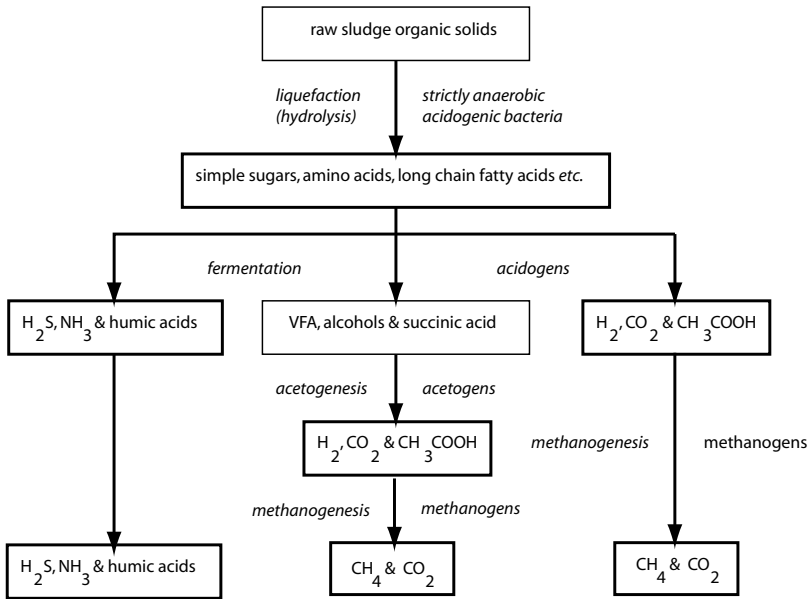 raw sludge organic solids
liquefaction
(hydrolysis)
strictly anaerobic
acidogenic bacteria
simple sugars, amino acids, long chain fatty acids etc.
fermentation
acidogens
H2S, NH3 & humic acids
VFA, alcohols & succinic acid
H2, CO2 & CH3COOH
acetogenesis
acetogens
H2, CO2 & CH3COOH
methanogenesis
methanogens
methanogenesis
methanogens
H2S, NH3 & humic acids
CH4 & CO2
CH4 & CO2